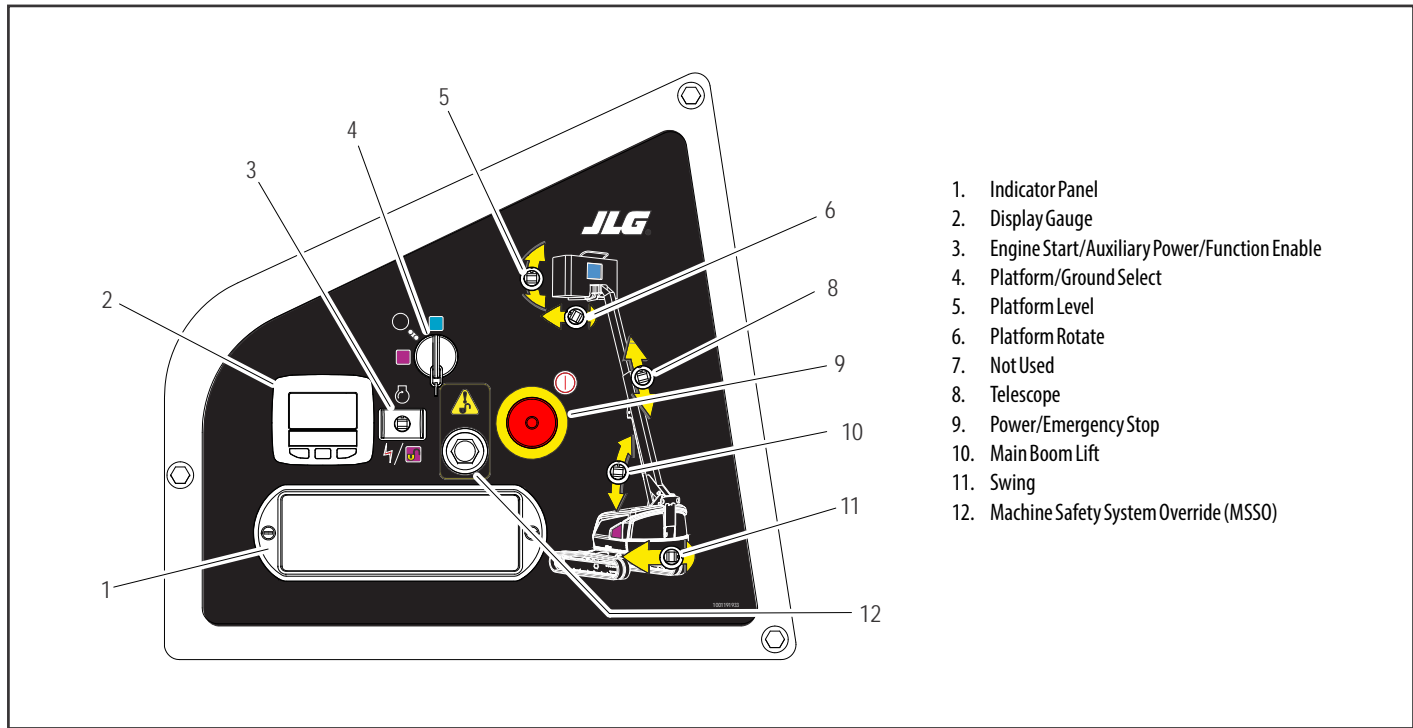 5
4
3
6
JLG
2
8
9
10
11
1
12
1001191933
1. Indicator Panel
2. Display Gauge
3. Engine Start/Auxiliary Power/Function Enable
4. Platform/Ground Select
5. Platform Level
6. Platform Rotate
7. Not Used
8. Telescope
9. Power/Emergency Stop
10. Main Boom Lift
11. Swing
12. Machine Safety System Override (MSSO)